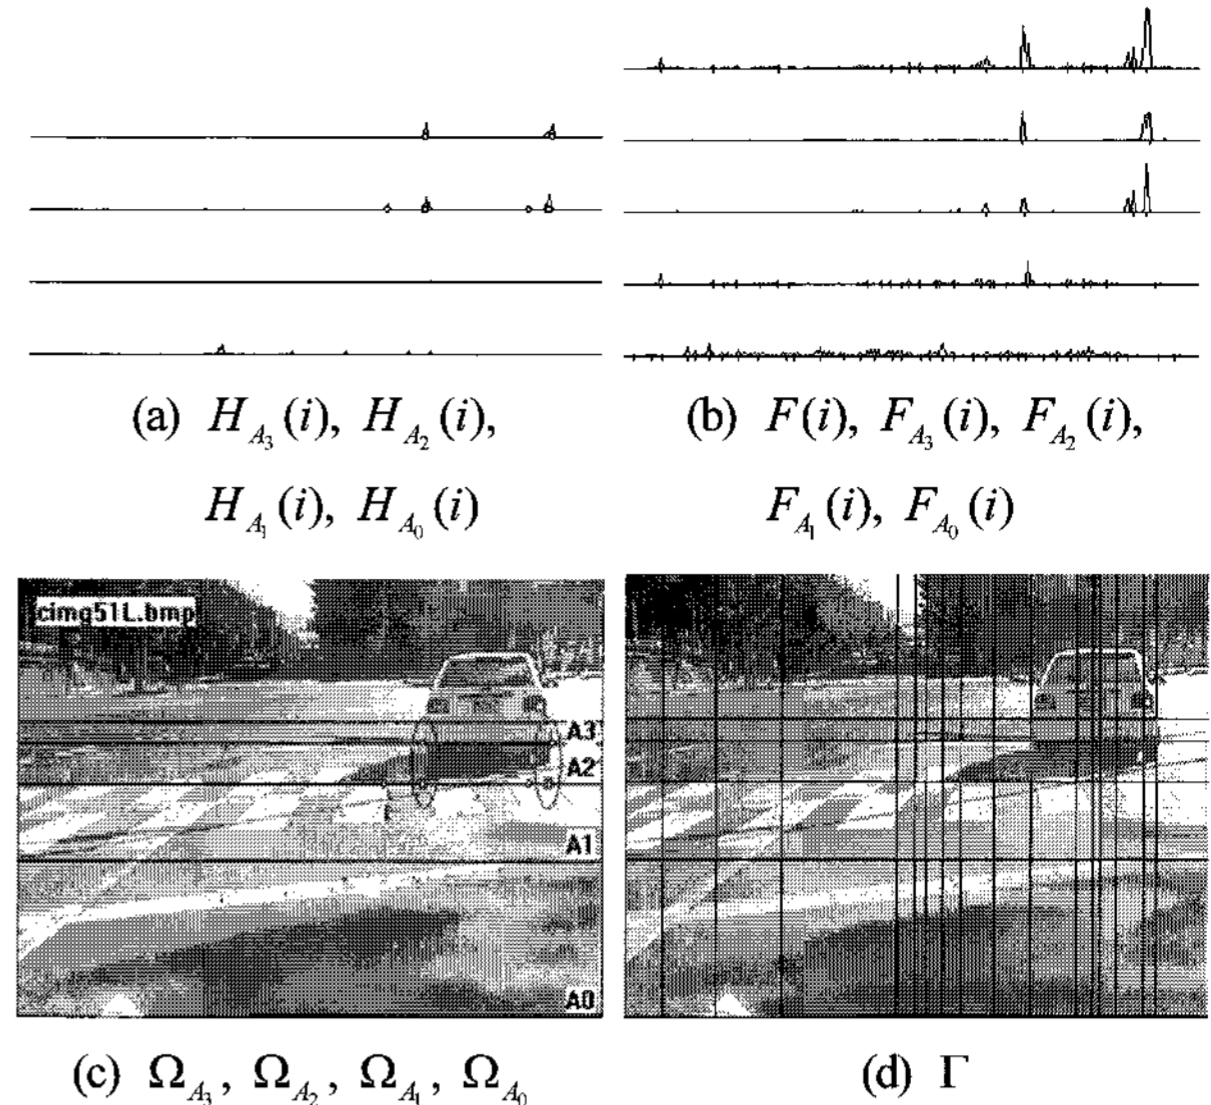 (a) H_{A_3}(i), H_{A_2}(i),
H_{A_1}(i), H_{A_0}(i)
(b) F(i), F_{A_3}(i), F_{A_2}(i),
F_{A_1}(i), F_{A_0}(i)
cimg51L.bmp
A3
A2
A1
A0
(c) Ω_{A_3}, Ω_{A_2}, Ω_{A_1}, Ω_{A_0}
(d) Γ